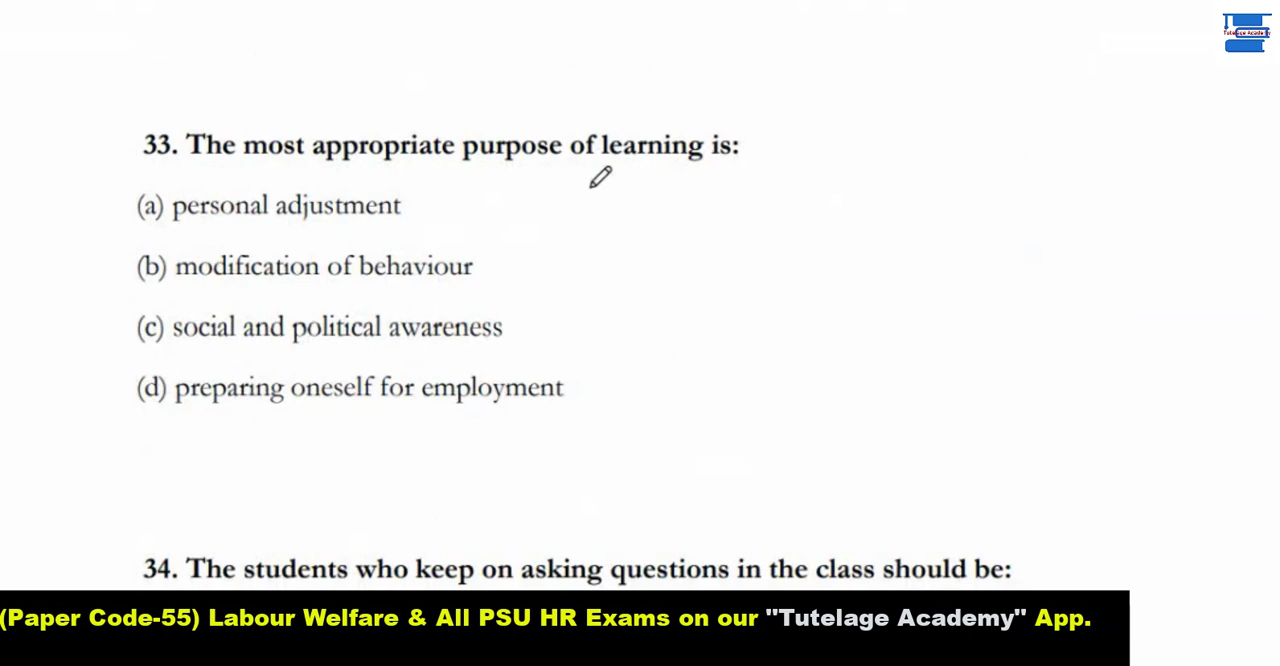 Tutelage Academy
33. The most appropriate purpose of learning is:
(a) personal adjustment
(b) modification of behaviour
(c) social and political awareness
(d) preparing oneself for employment
34. The students who keep on asking questions in the class should be:
(Paper Code-55) Labour Welfare & All PSU HR Exams on our "Tutelage Academy" App.